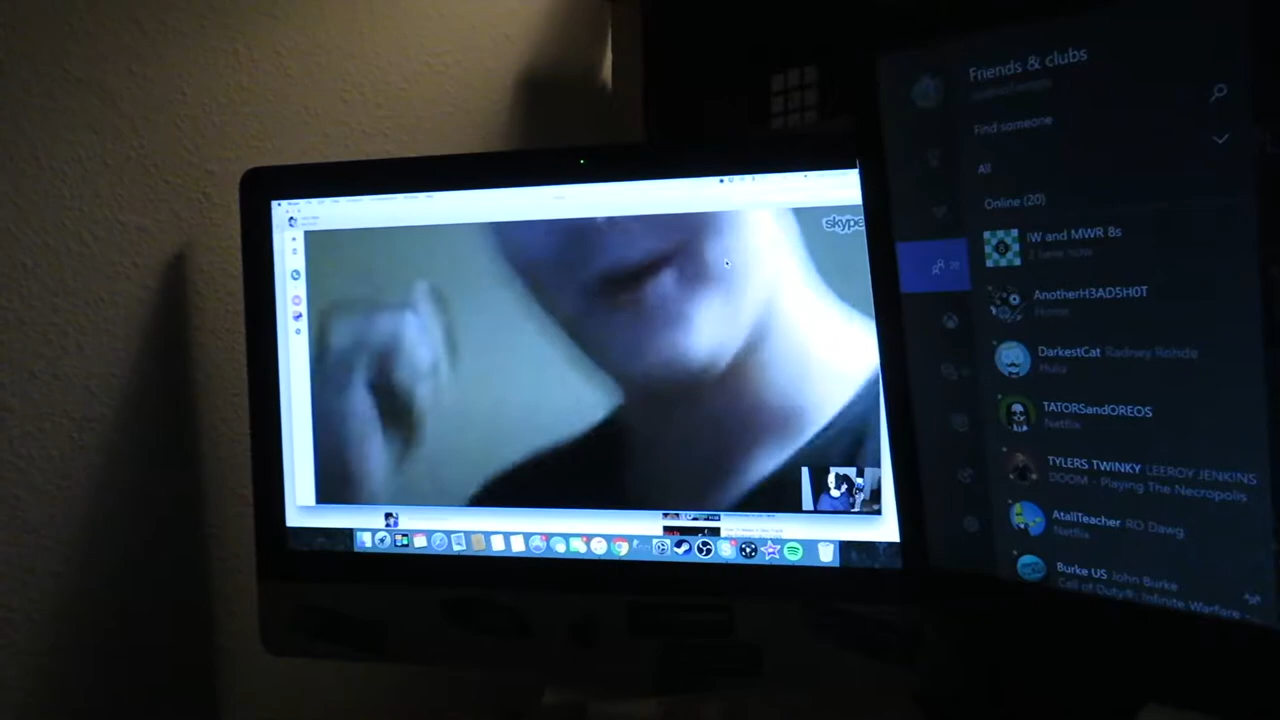 skype
Friends & clubs
Find someone
All
Online (20)
IW and MWR 8s
AnotherH3AD5H0T
Home
DarkestCat Radney Rohde
Hulu
TATORSandOREOS
Netflix
TYLERS TWINKY LEEROY JENKINS
DOOM - Playing The Necropolis
AtallTeacher RO Dawg
Netflix
Burke US John Burke
Call of Duty®: Infinite Warfare